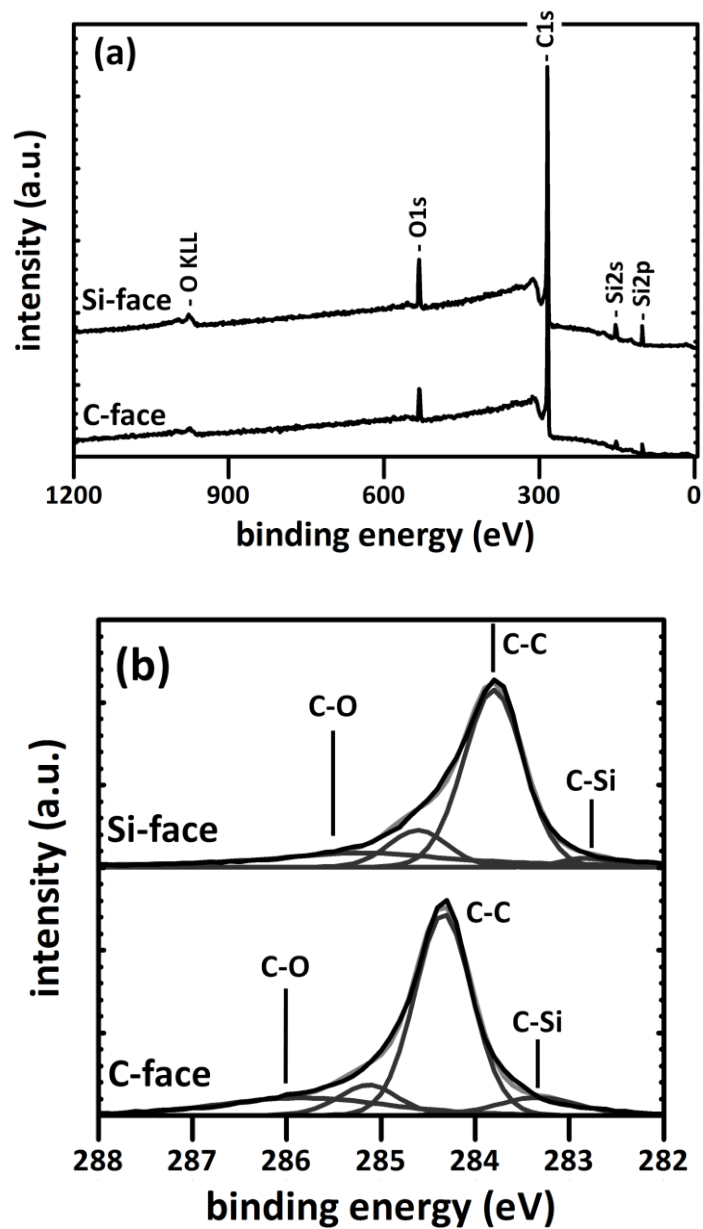 (a)
C1s
O1s
O KLL
Si2s
Si2p
Si-face
C-face
intensity (a.u.)
1200 900 600 300 0
binding energy (eV)
(b)
C-C
C-O
C-Si
Si-face
C-C
C-O
C-Si
C-face
intensity (a.u.)
288 287 286 285 284 283 282
binding energy (eV)